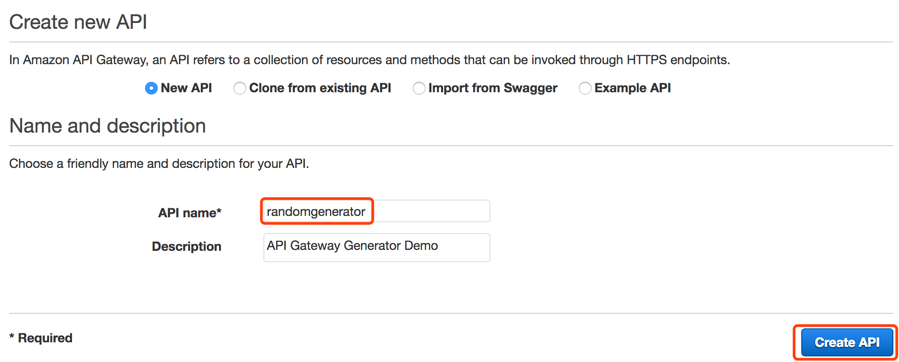 Create new API
In Amazon API Gateway, an API refers to a collection of resources and methods that can be invoked through HTTPS endpoints.
New API Clone from existing API Import from Swagger Example API
Name and description
Choose a friendly name and description for your API.
API name* randomgenerator
Description API Gateway Generator Demo
* Required Create API